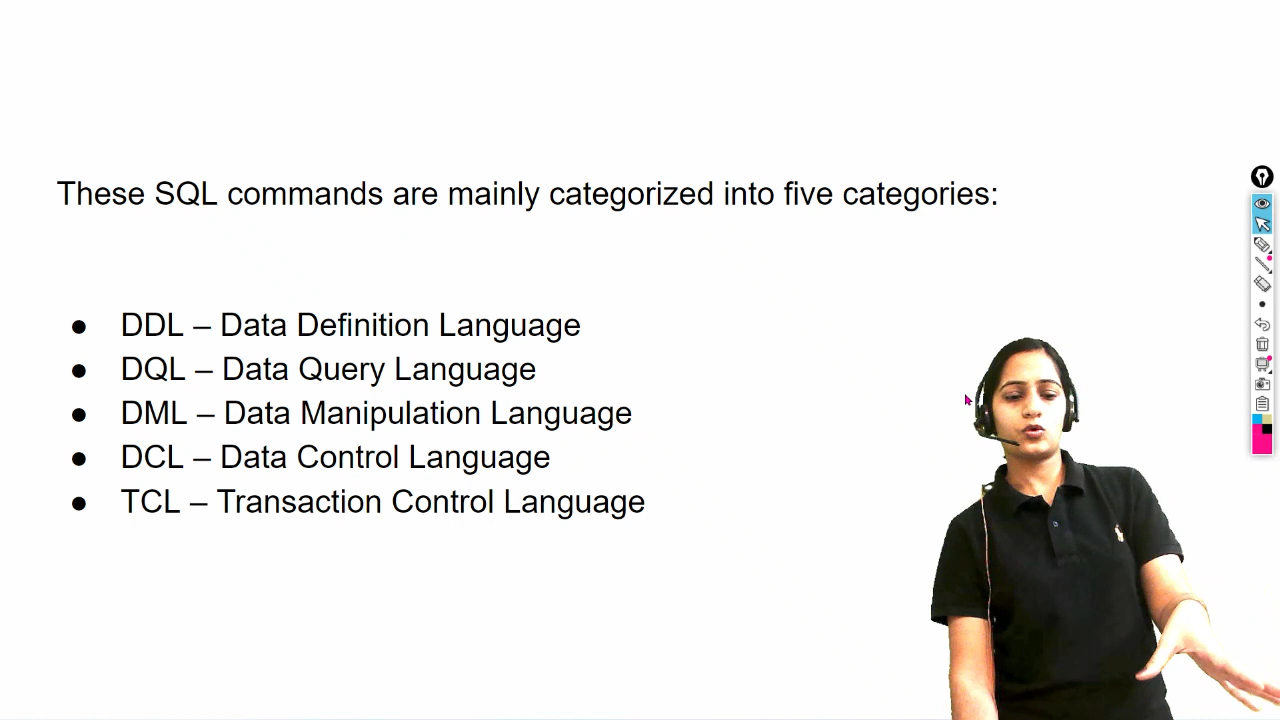 These SQL commands are mainly categorized into five categories:
● DDL – Data Definition Language
● DQL – Data Query Language
● DML – Data Manipulation Language
● DCL – Data Control Language
● TCL – Transaction Control Language